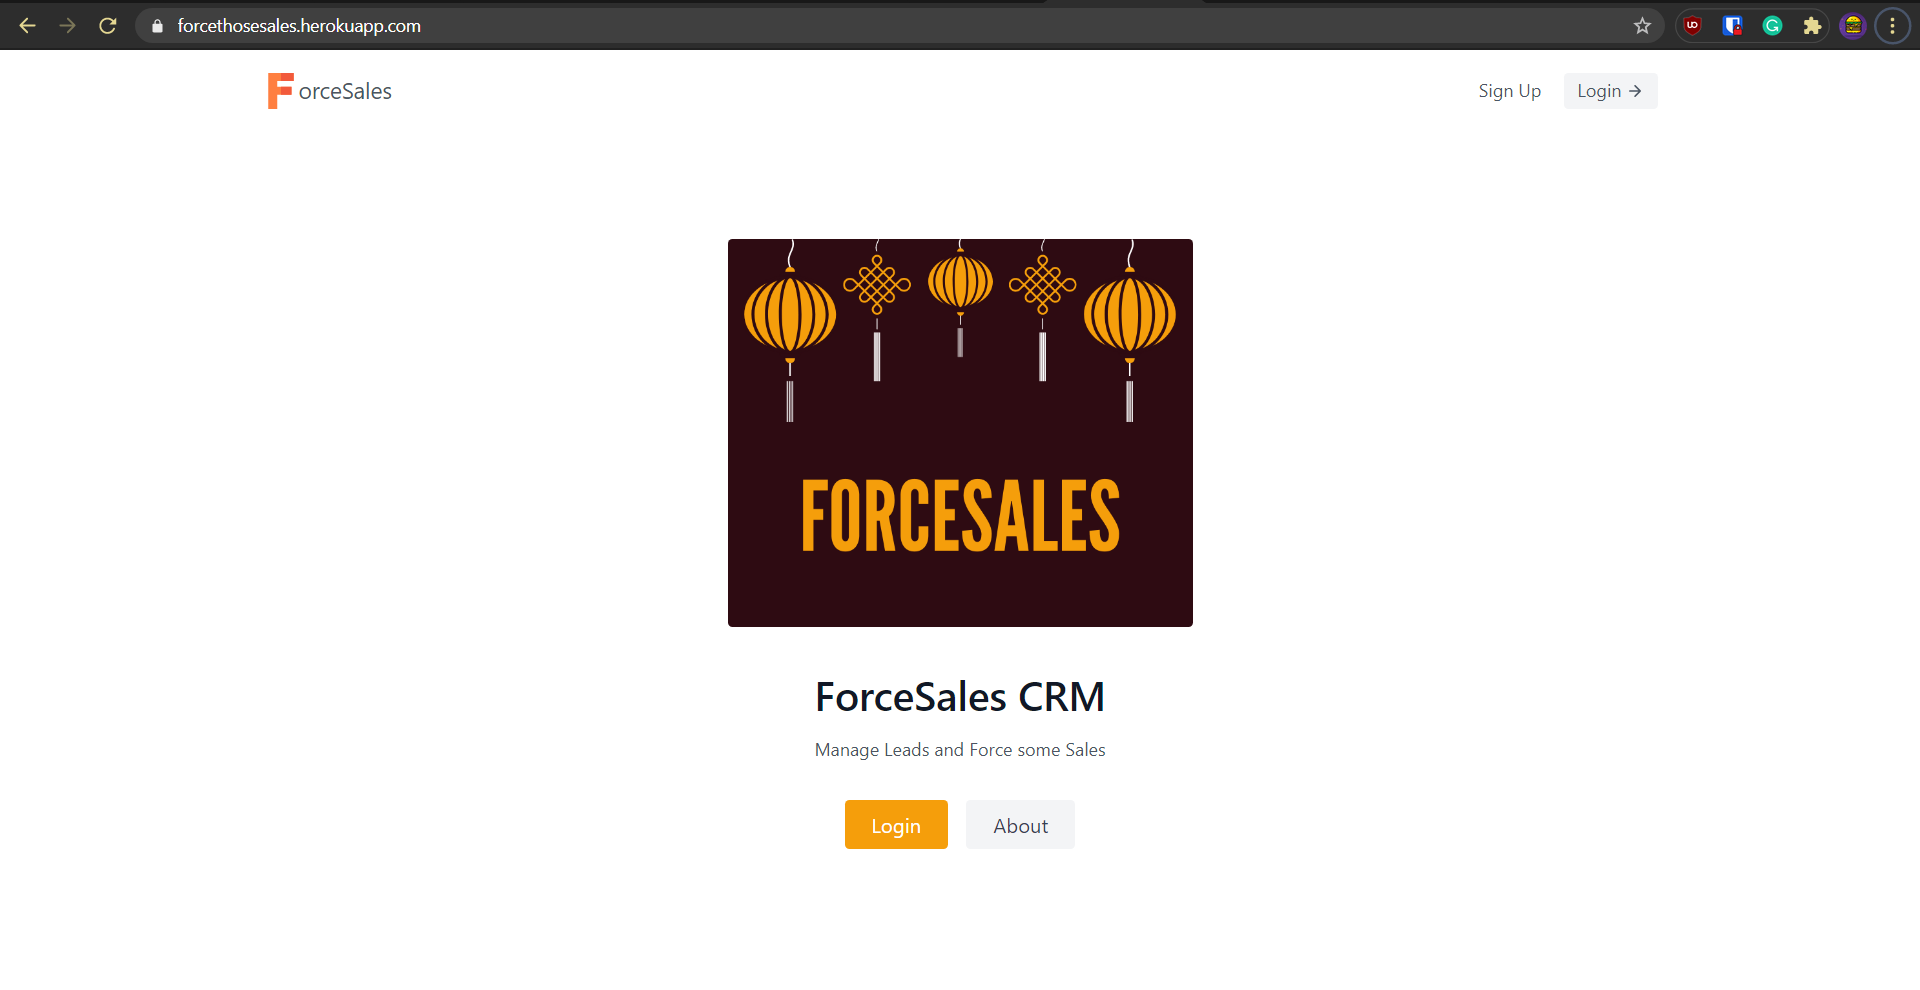 forcethosesales.herokuapp.com
ForceSales
Sign Up
Login →
FORCESALES
ForceSales CRM
Manage Leads and Force some Sales
Login
About